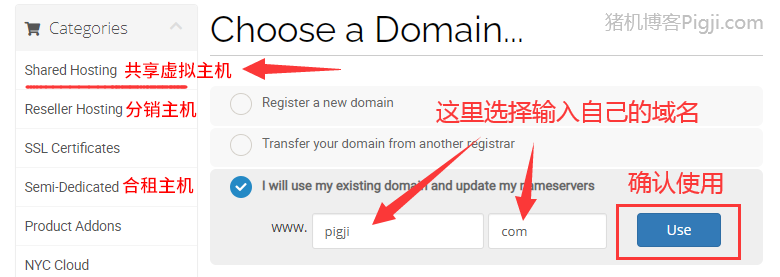 猪机博客Pigji.com
Categories
Choose a Domain...
Shared Hosting 共享虚拟主机
Reseller Hosting 分销主机
SSL Certificates
Semi-Dedicated 合租主机
Product Addons
NYC Cloud
Register a new domain
这里选择输入自己的域名
Transfer your domain from another registrar
I will use my existing domain and update my nameservers
确认使用
www. pigji com Use